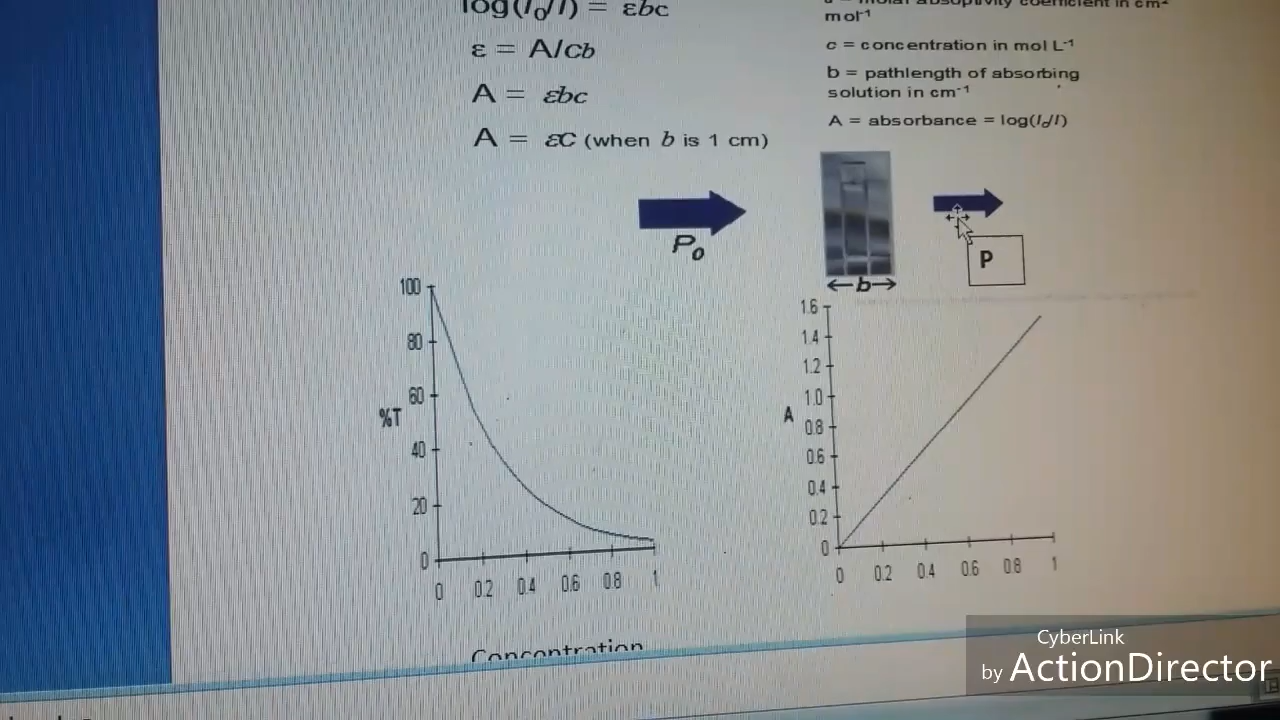 log(I₀/I) = εbc
ε = A/cb
A = εbc
A = εc (when b is 1 cm)
mol⁻¹
c = concentration in mol L⁻¹
b = pathlength of absorbing
solution in cm⁻¹
A = absorbance = log(I₀/I)
P₀
P
←b→
100
80
60
%T
40
20
0
0 0.2 0.4 0.6 0.8 1
1.6
1.4
1.2
1.0
A
0.8
0.6
0.4
0.2
0
0 0.2 0.4 0.6 0.8 1
Concentration
CyberLink
by ActionDirector